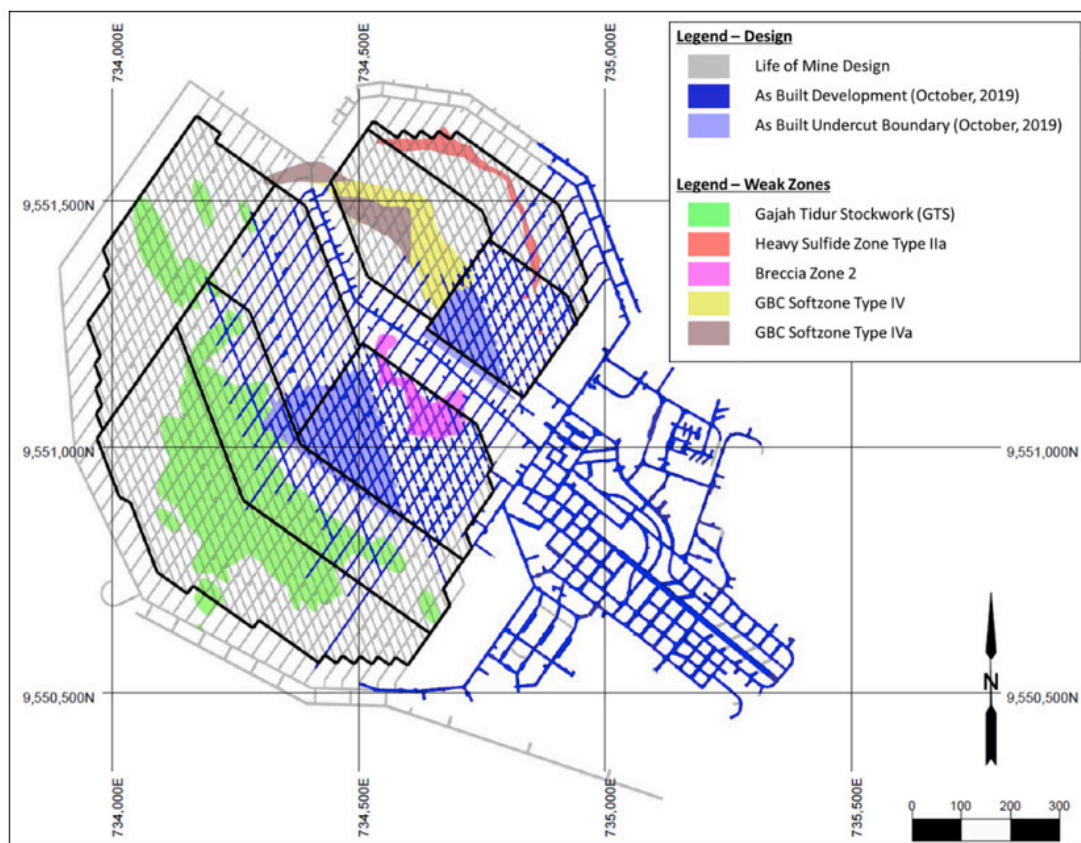 734,000E
734,500E
735,000E
Legend – Design
Life of Mine Design
As Built Development (October, 2019)
As Built Undercut Boundary (October, 2019)
Legend – Weak Zones
Gajah Tidur Stockwork (GTS)
Heavy Sulfide Zone Type IIa
Breccia Zone 2
GBC Softzone Type IV
GBC Softzone Type IVa
9,551,500N
9,551,000N
9,551,000N
9,550,500N
9,550,500N
N
734,000E
734,500E
735,000E
735,500E
0 100 200 300